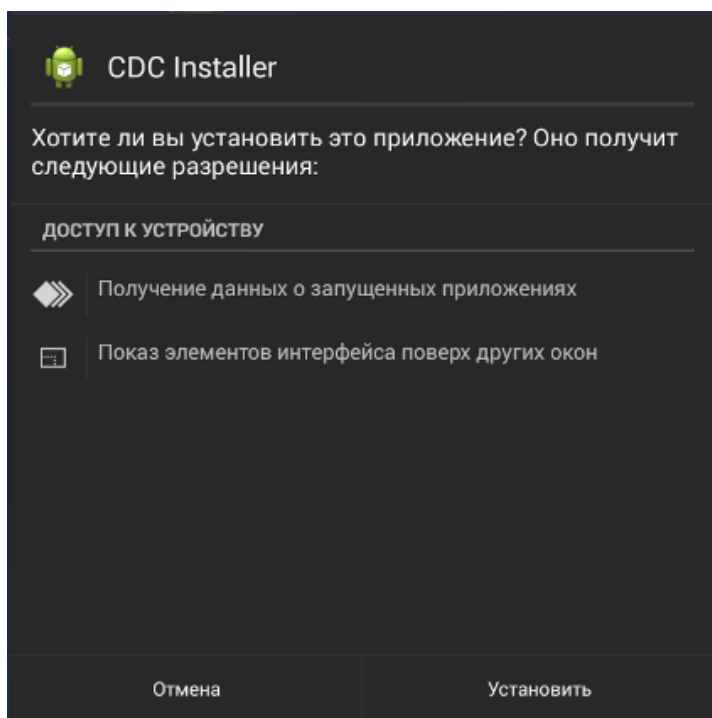 CDC Installer
Хотите ли вы установить это приложение? Оно получит
следующие разрешения:
ДОСТУП К УСТРОЙСТВУ
Получение данных о запущенных приложениях
Показ элементов интерфейса поверх других окон
Отмена
Установить